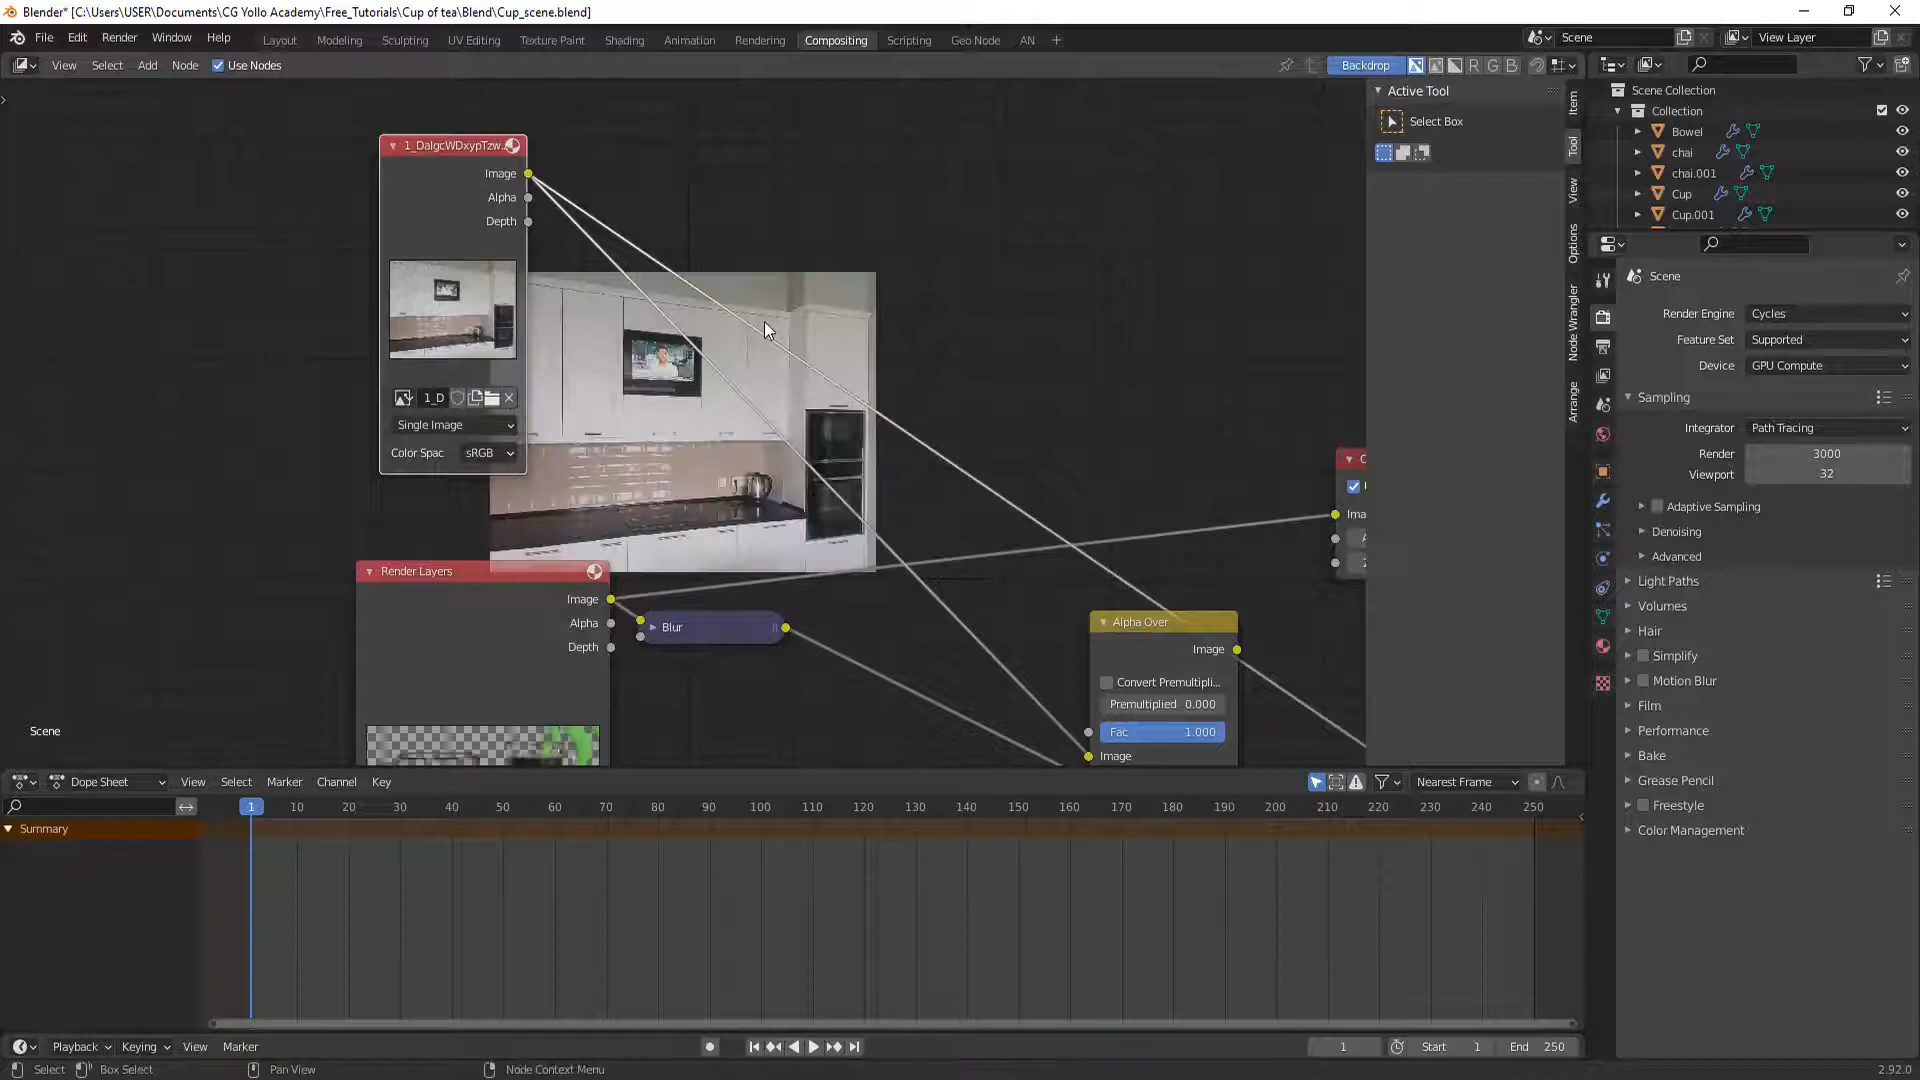 Blender* [C:\Users\USER\Documents\CG Yollo Academy\Free_Tutorials\Cup of tea\Blend\Cup_scene.blend]
File Edit Render Window Help Layout Modeling Sculpting UV Editing Texture Paint Shading Animation Rendering Compositing Scripting Geo Node AN + Scene View Layer
View Select Add Node Use Nodes Backdrop R G B
Active Tool
Select Box
Item
Tool
View
Options
Node Wrangler
Arrange
Scene Collection
Collection
Bowel
chai
chai.001
Cup
Cup.001
1_DalgcWDxypTzw..
Image
Alpha
Depth
1_D
Single Image
Color Spac sRGB
Render Layers
Image
Alpha
Depth
Blur
Alpha Over
Image
Convert Premultipli...
Premultiplied 0.000
Fac 1.000
Image
C
Ima
Scene
Scene
Render Engine Cycles
Feature Set Supported
Device GPU Compute
Sampling
Integrator Path Tracing
Render 3000
Viewport 32
Adaptive Sampling
Denoising
Advanced
Light Paths
Volumes
Hair
Simplify
Motion Blur
Film
Performance
Bake
Grease Pencil
Freestyle
Color Management
Dope Sheet View Select Marker Channel Key Nearest Frame
1 10 20 30 40 50 60 70 80 90 100 110 120 130 140 150 160 170 180 190 200 210 220 230 240 250
Summary
Playback Keying View Marker 1 Start 1 End 250
Select Box Select Pan View Node Context Menu 2.92.0